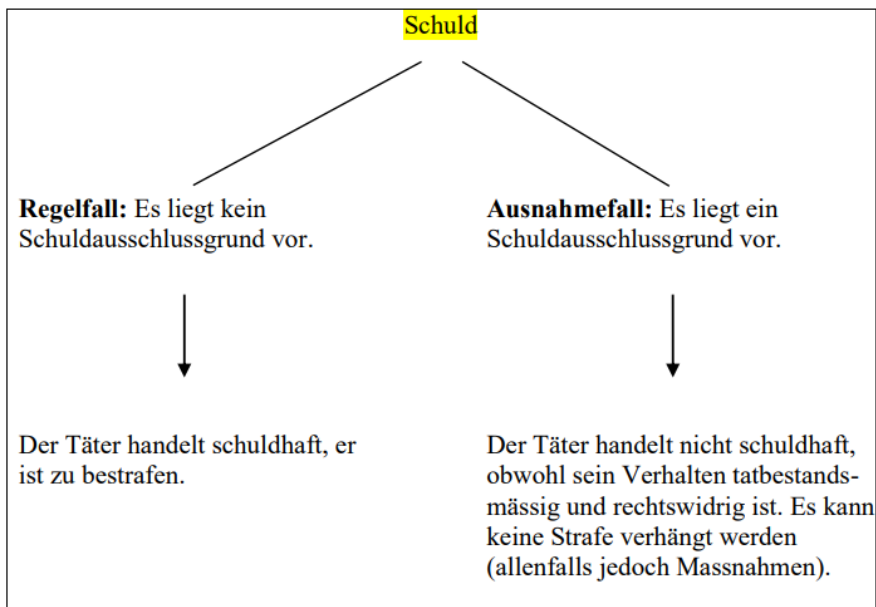 Schuld
Regelfall: Es liegt kein
Schuldausschlussgrund vor.
Ausnahmefall: Es liegt ein
Schuldausschlussgrund vor.
Der Täter handelt schuldhaft, er
ist zu bestrafen.
Der Täter handelt nicht schuldhaft,
obwohl sein Verhalten tatbestands-
mässig und rechtswidrig ist. Es kann
keine Strafe verhängt werden
(allenfalls jedoch Massnahmen).